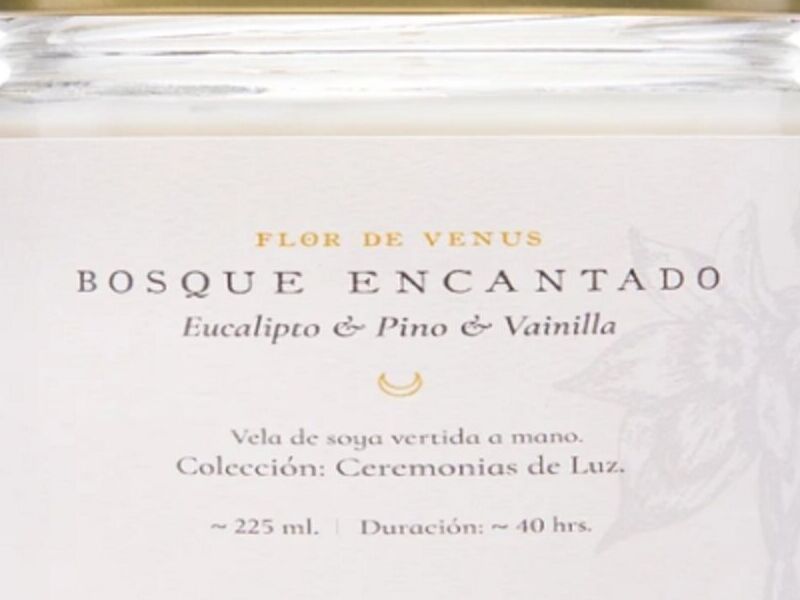 FLOR DE VENUS
BOSQUE ENCANTADO
Eucalipto & Pino & Vainilla
Vela de soya vertida a mano.
Colección: Ceremonias de Luz.
~ 225 ml. | Duración: ~ 40 hrs.